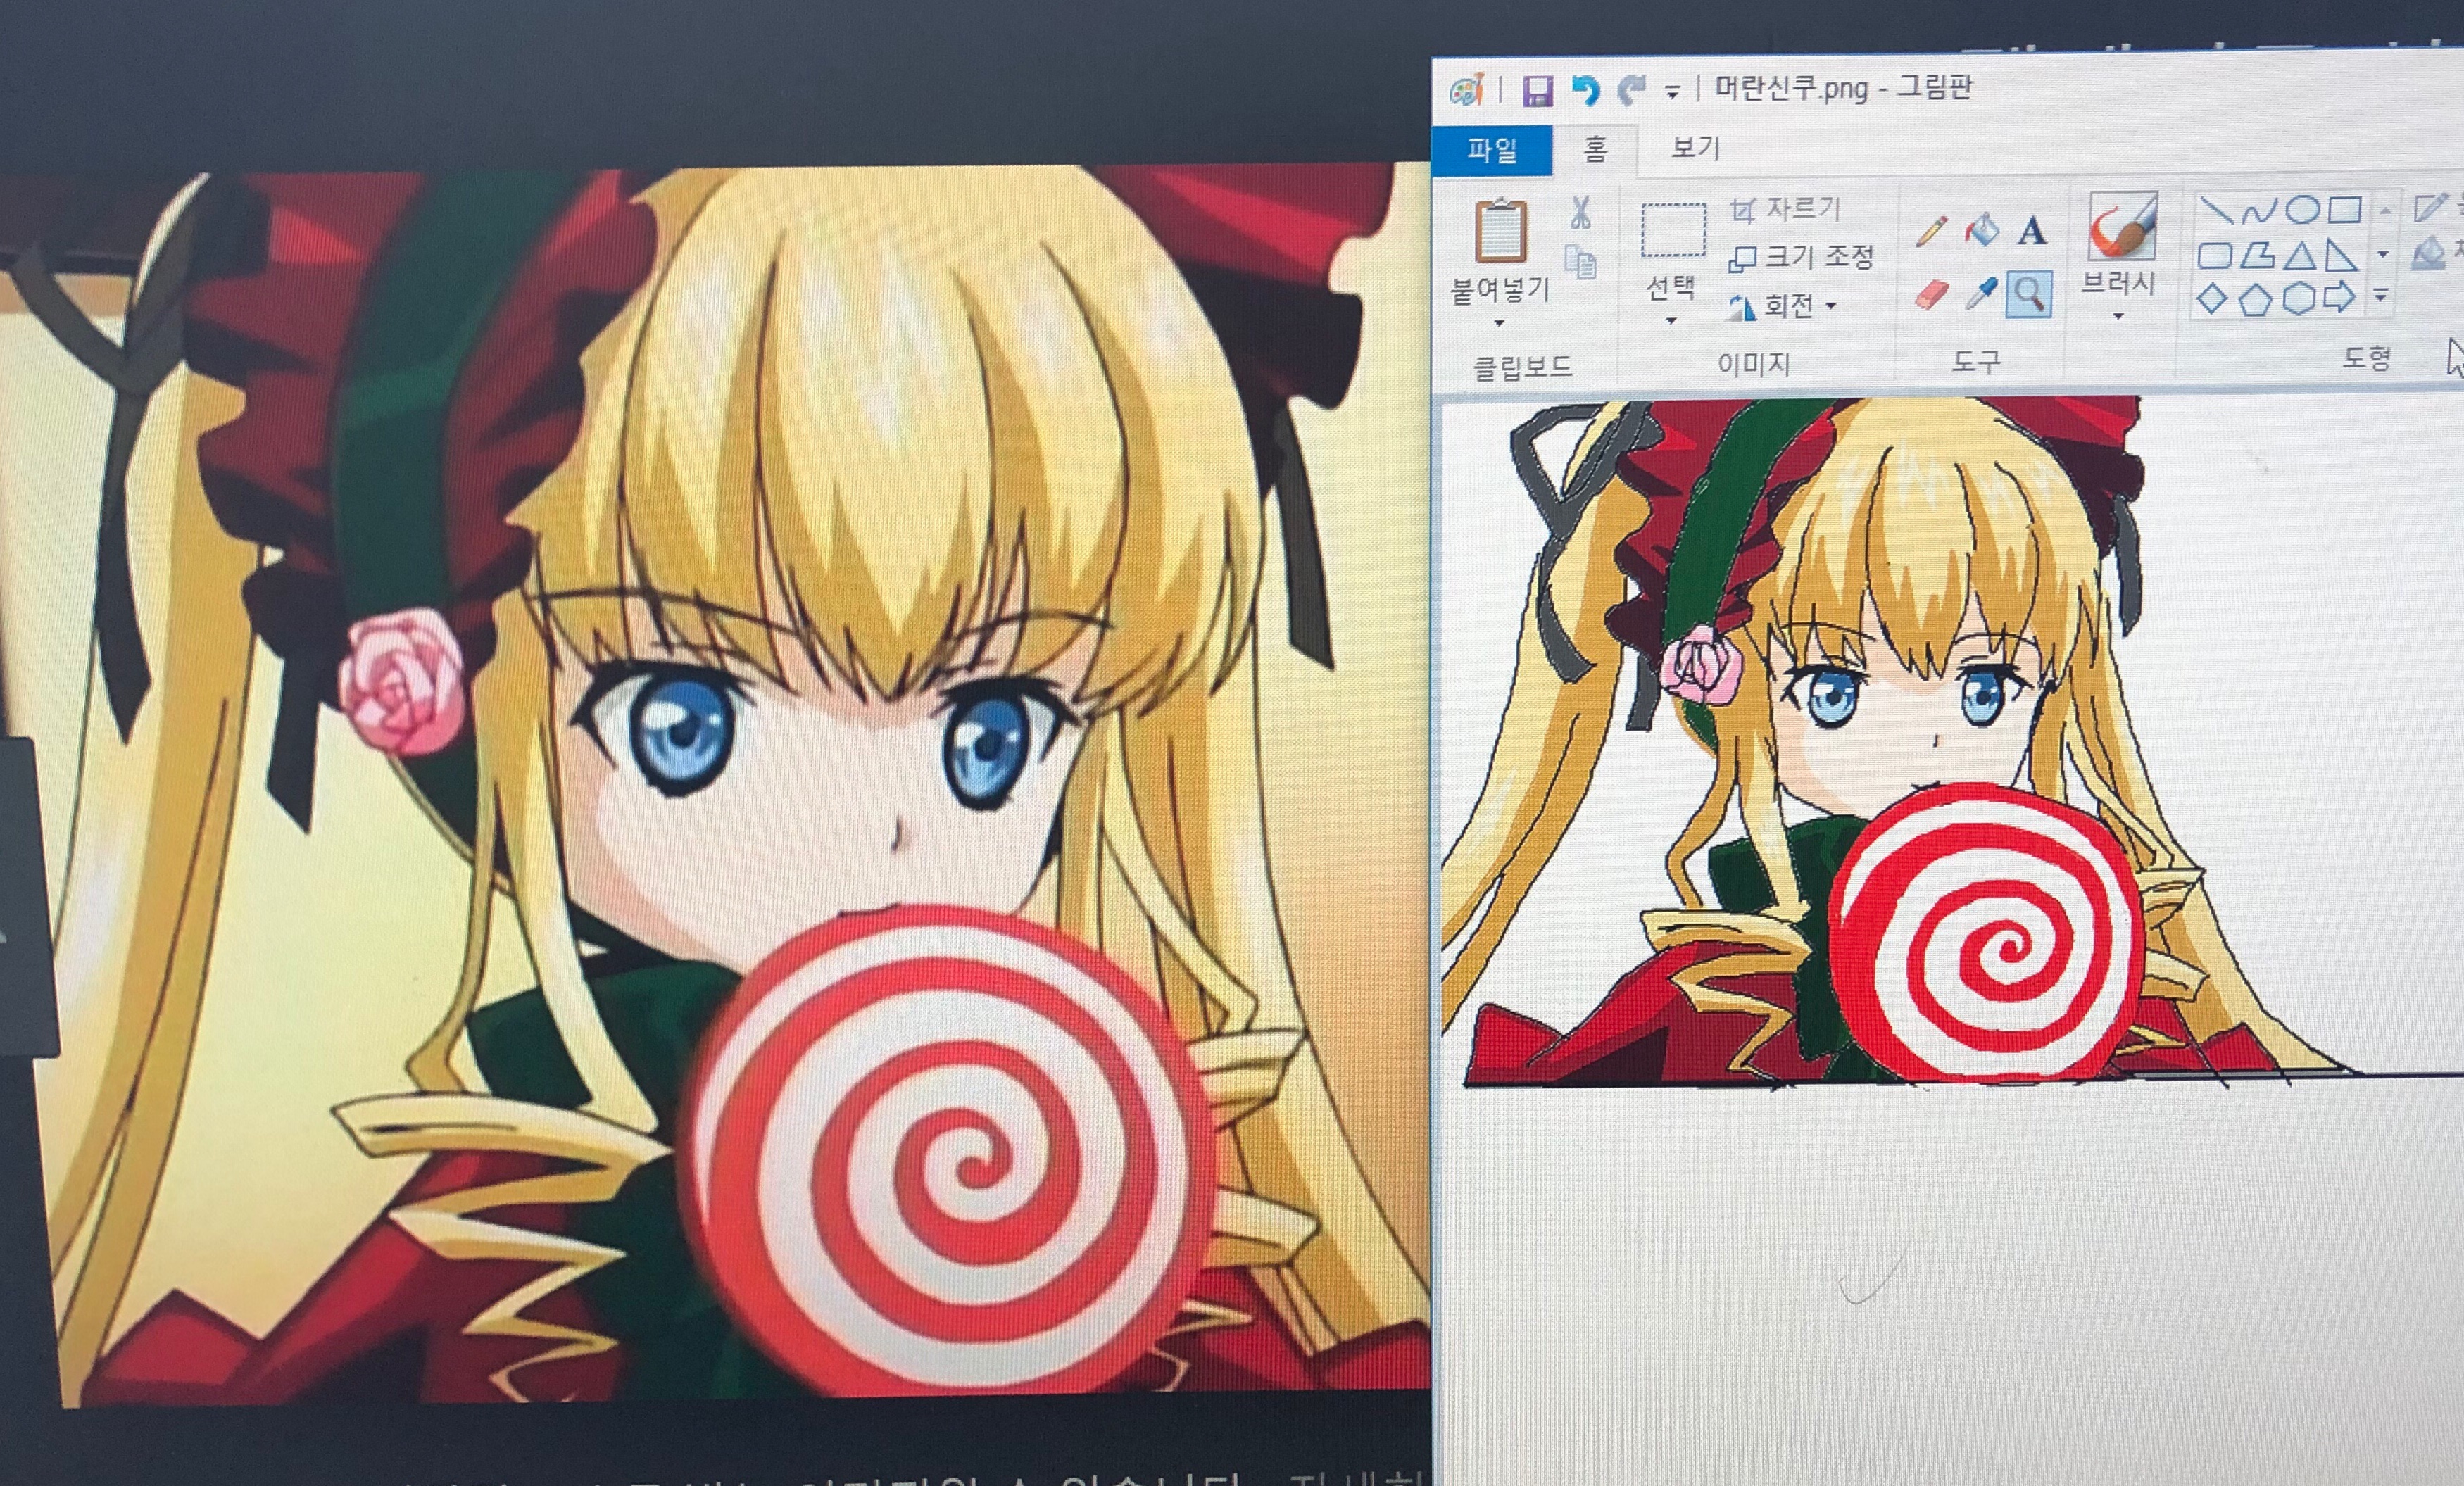 머란신쿠.png - 그림판
파일 홈 보기
자르기
크기 조정
붙여넣기 선택 회전 A 브러시
클립보드 이미지 도구 도형